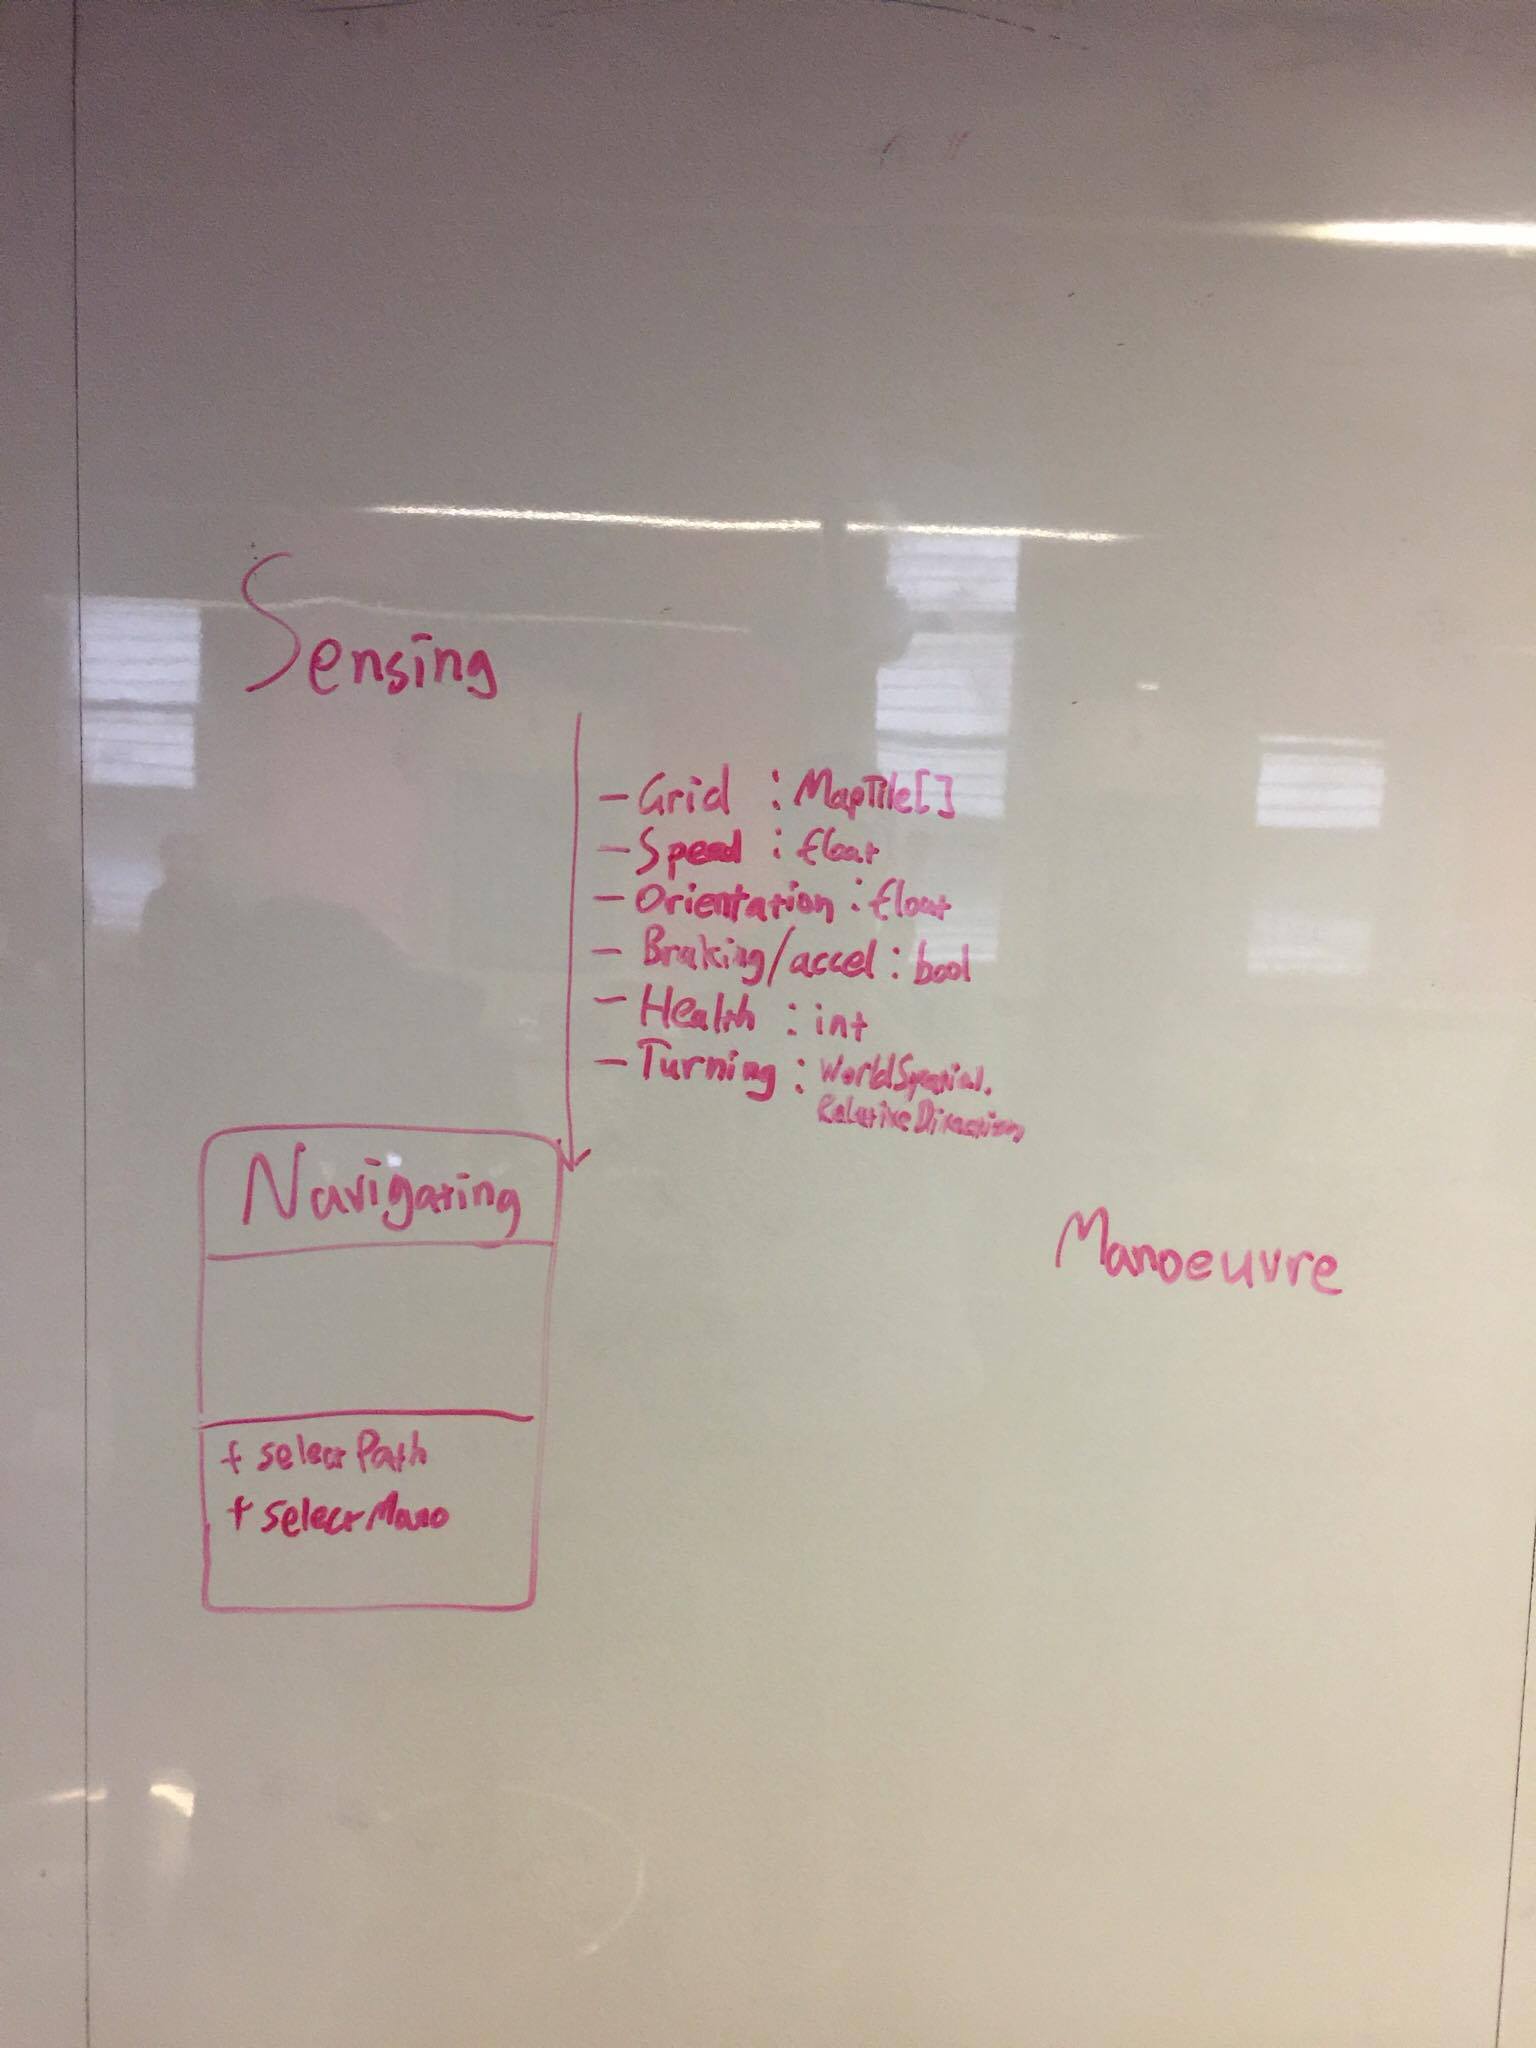 Sensing
- Grid : MapTile[]
- Speed : float
- Orientation : float
- Braking/accel : bool
- Health : int
- Turning : WorldSpatial.
RelativeDirection
Navigating
Manoeuvre
+ selectPath
+ selectMano